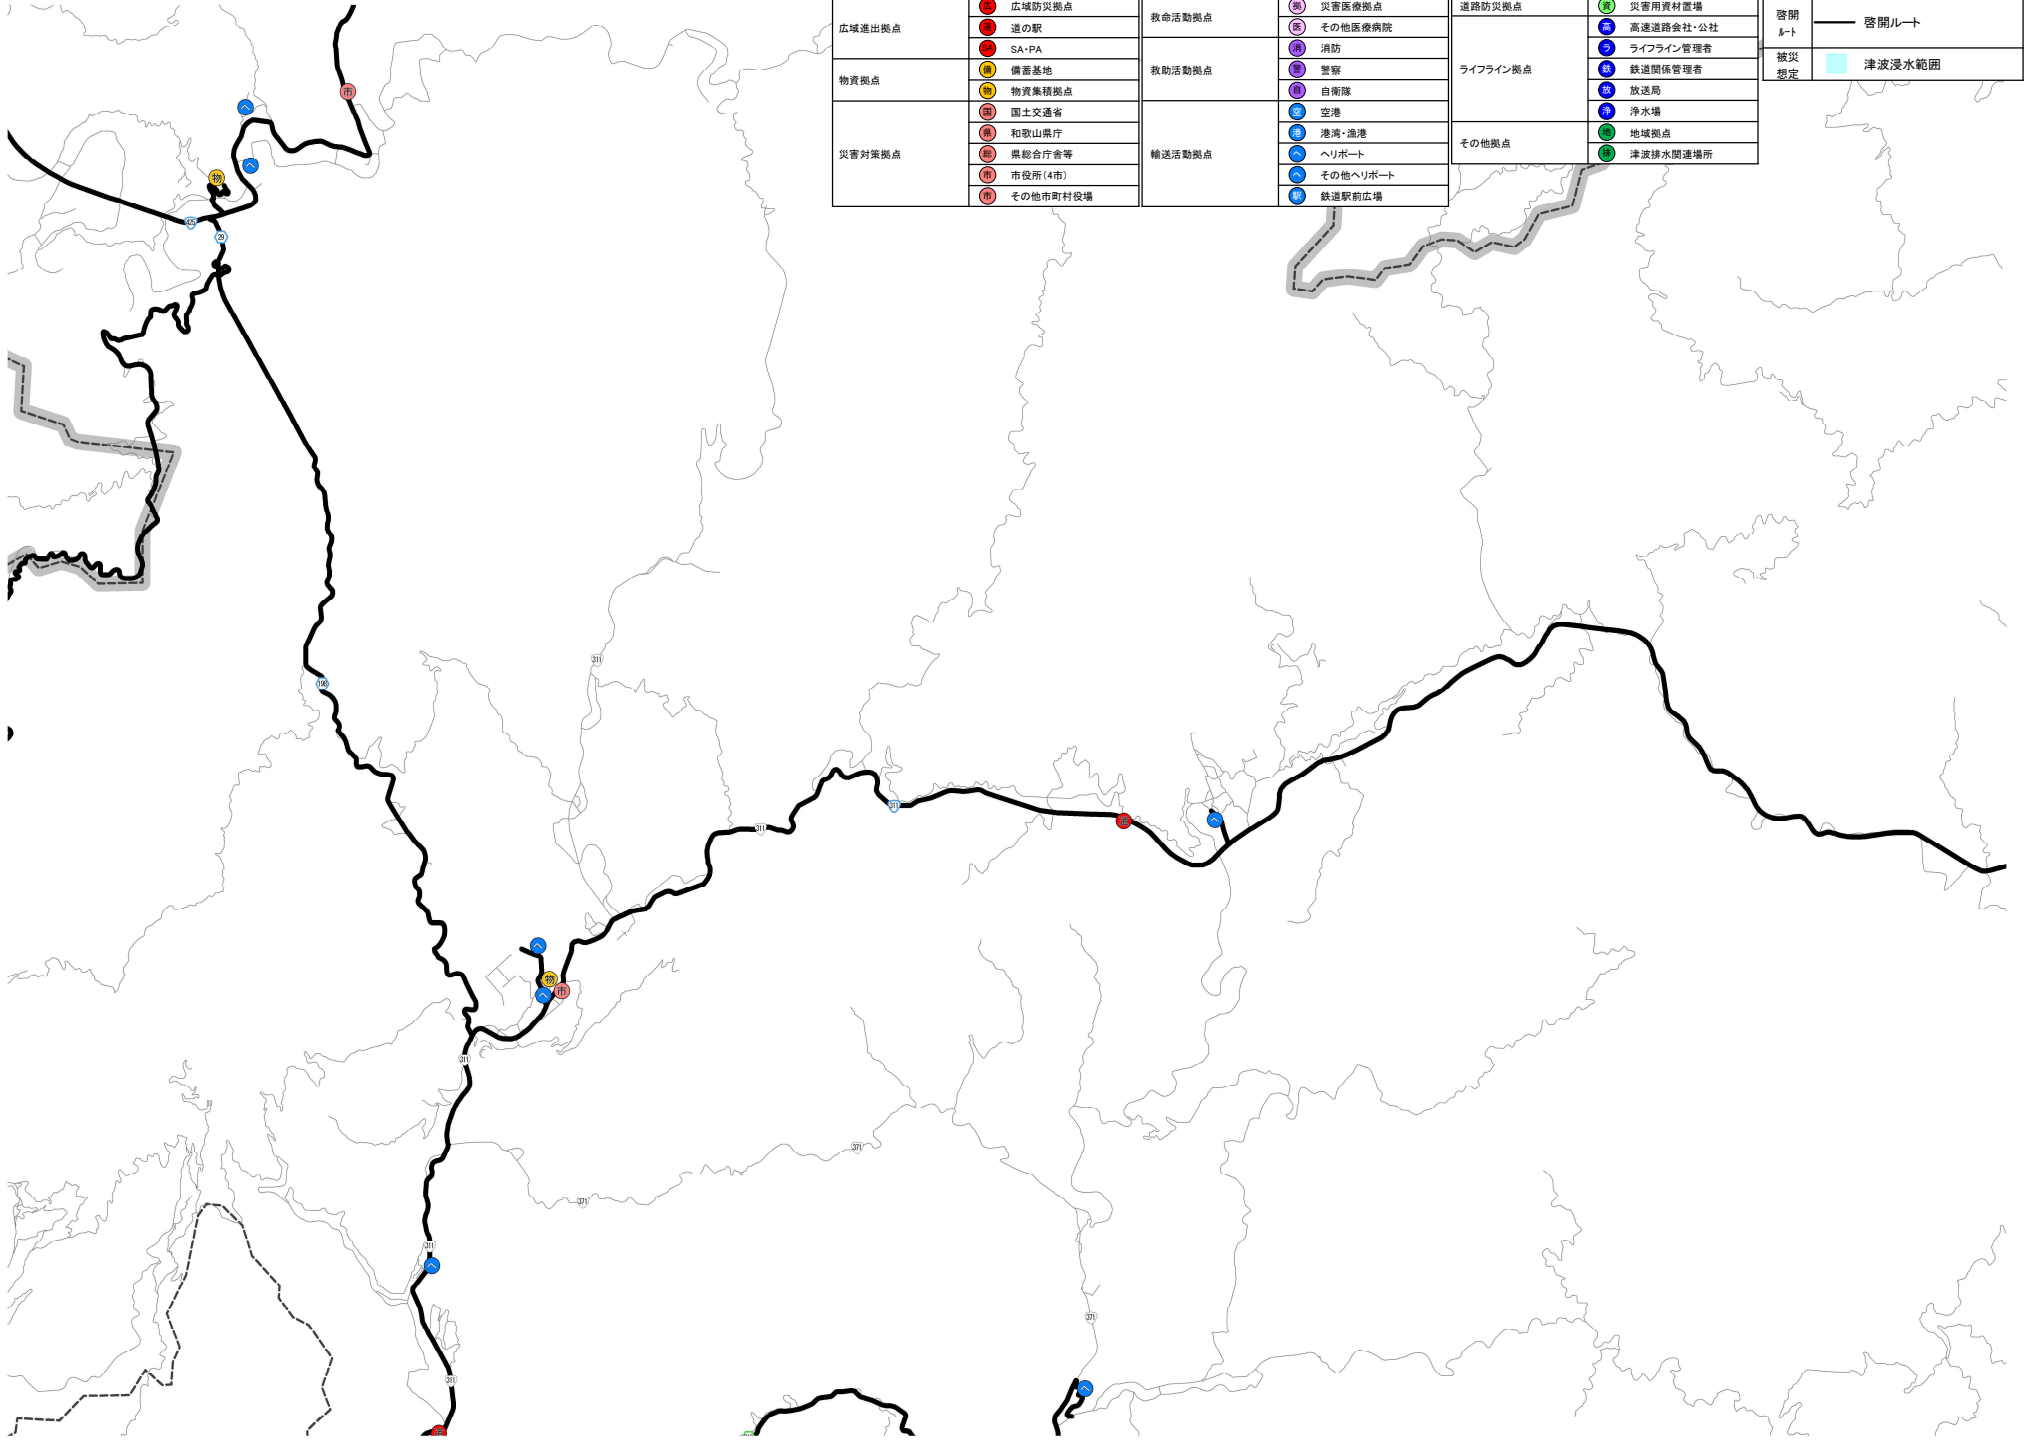 広域進出拠点
広 広域防災拠点
道 道の駅
SA SA・PA
物資拠点
備 備蓄基地
物 物資集積拠点
災害対策拠点
国 国土交通省
県 和歌山県庁
総 県総合庁舎等
市 市役所(4市)
市 その他市町村役場
救命活動拠点
拠 災害医療拠点
医 その他医療病院
救助活動拠点
消 消防
警 警察
自 自衛隊
輸送活動拠点
空 空港
港 港湾・漁港
ヘ ヘリポート
ヘ その他ヘリポート
駅 鉄道駅前広場
道路防災拠点
資 災害用資材置場
ライフライン拠点
高 高速道路会社・公社
ラ ライフライン管理者
鉄 鉄道関係管理者
放 放送局
浄 浄水場
その他拠点
地 地域拠点
排 津波排水関連場所
啓開
ルート
啓開ルート
被災
想定
津波浸水範囲
市
ヘ
ヘ
物
425
29
311
198
311
311
道
ヘ
ヘ
物
ヘ
市
311
371
371
311
ヘ
371
311
ヘ